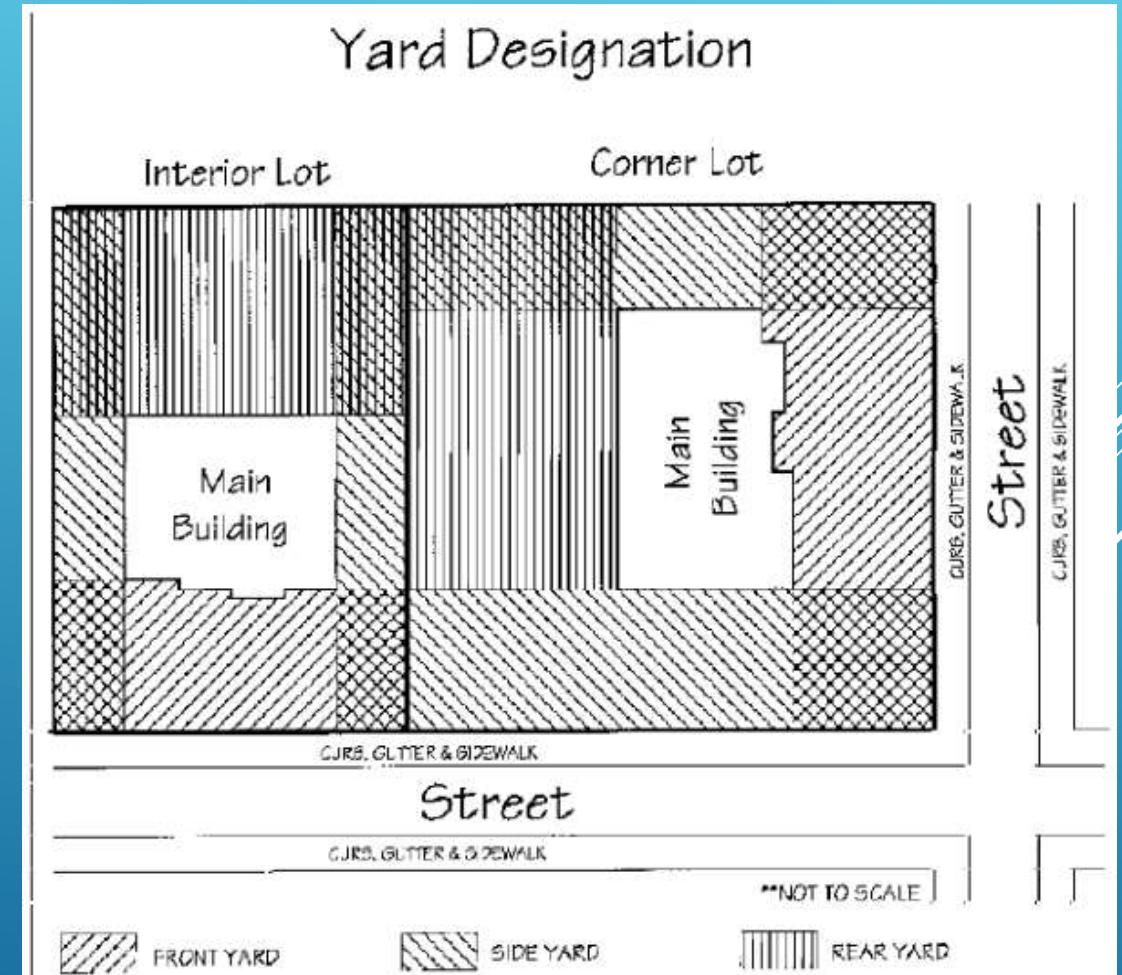 Yard Designation
Interior Lot
Corner Lot
Main
Building
Main
Building
CURB, GUTTER & SIDEWALK
Street
CURB, GUTTER & SIDEWALK
CURB, GUTTER & SIDEWALK
Street
CURB, GUTTER & SIDEWALK
**NOT TO SCALE
FRONT YARD
SIDE YARD
REAR YARD